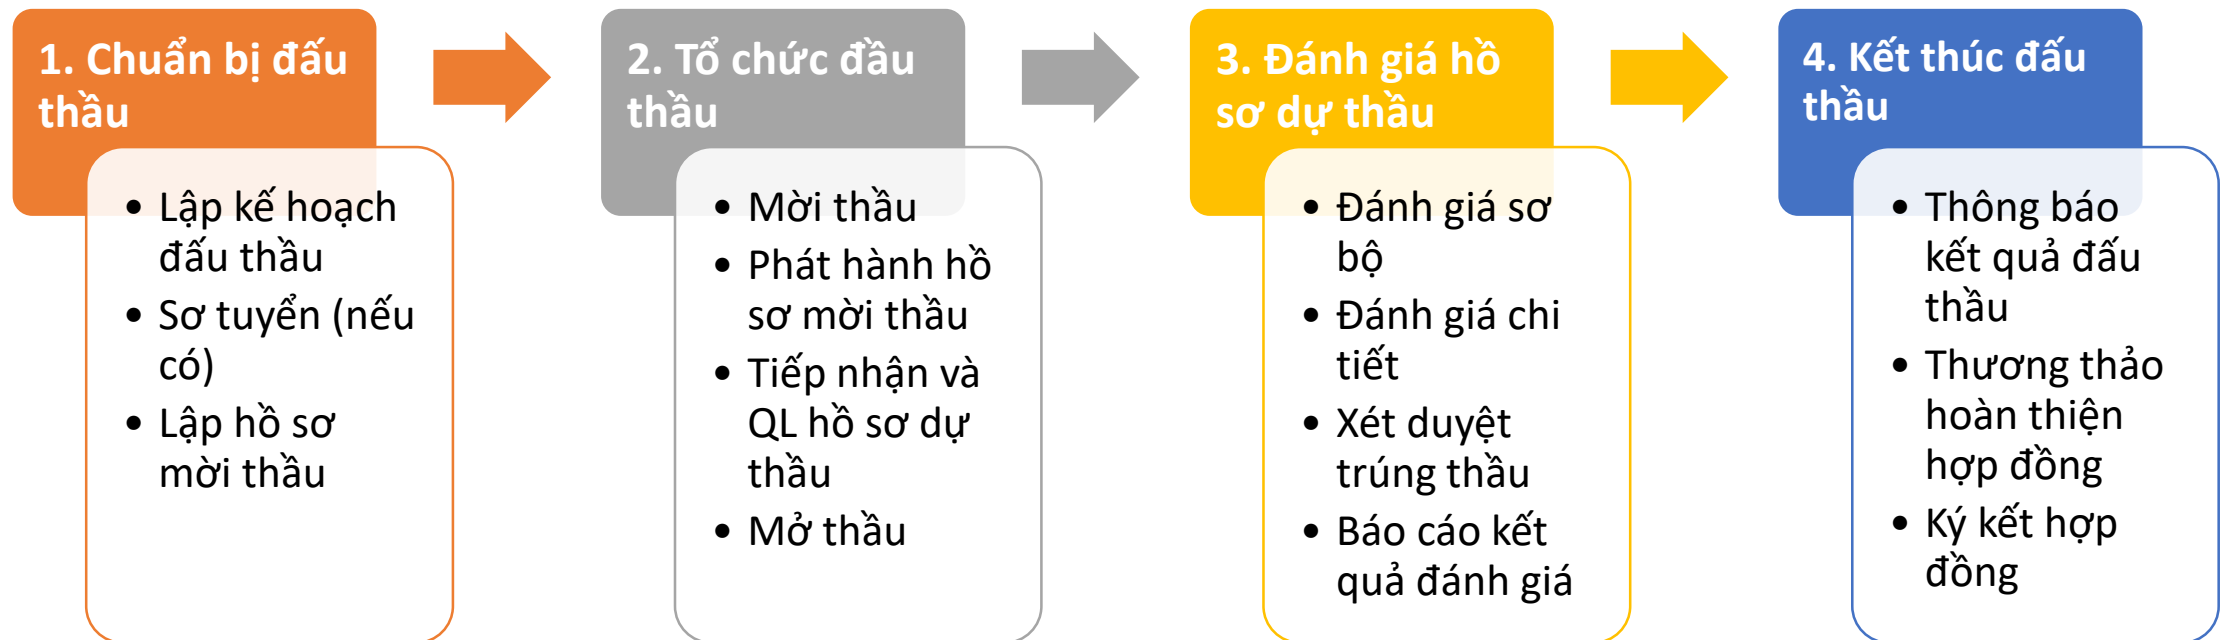 1. Chuẩn bị đấu
thầu
• Lập kế hoạch
đấu thầu
• Sơ tuyển (nếu
có)
• Lập hồ sơ
mời thầu
2. Tổ chức đầu
thầu
• Mời thầu
• Phát hành hồ
sơ mời thầu
• Tiếp nhận và
QL hồ sơ dự
thầu
• Mở thầu
3. Đánh giá hồ
sơ dự thầu
• Đánh giá sơ
bộ
• Đánh giá chi
tiết
• Xét duyệt
trúng thầu
• Báo cáo kết
quả đánh giá
4. Kết thúc đấu
thầu
• Thông báo
kết quả đấu
thầu
• Thương thảo
hoàn thiện
hợp đồng
• Ký kết hợp
đồng